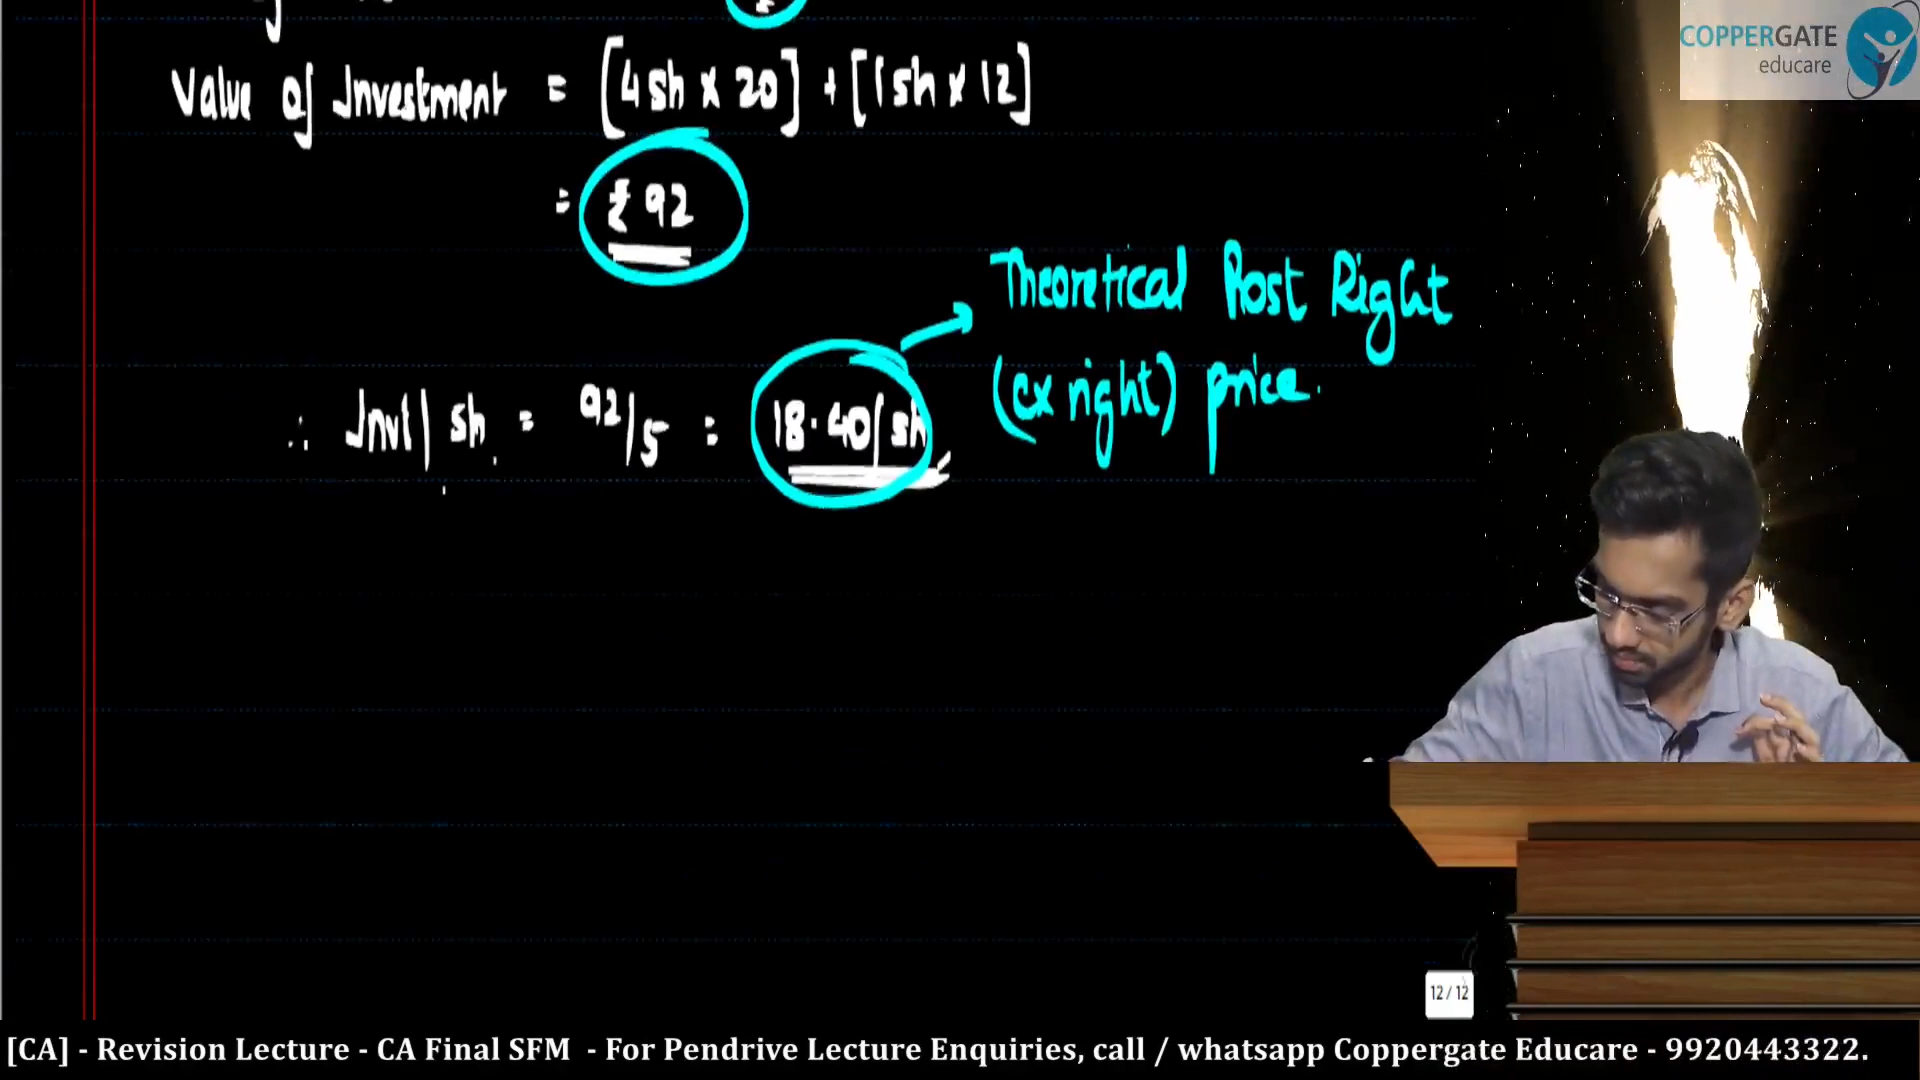 COPPERGATE
educare
Value of Investment = [4 sh x 20] + [1 sh x 12]
= ₹ 92
Theoretical Post Right
(ex right) price.
∴ Invt/sh = 92/5 = 18.40/sh
12 / 12
[CA] - Revision Lecture - CA Final SFM - For Pendrive Lecture Enquiries, call / whatsapp Coppergate Educare - 9920443322.